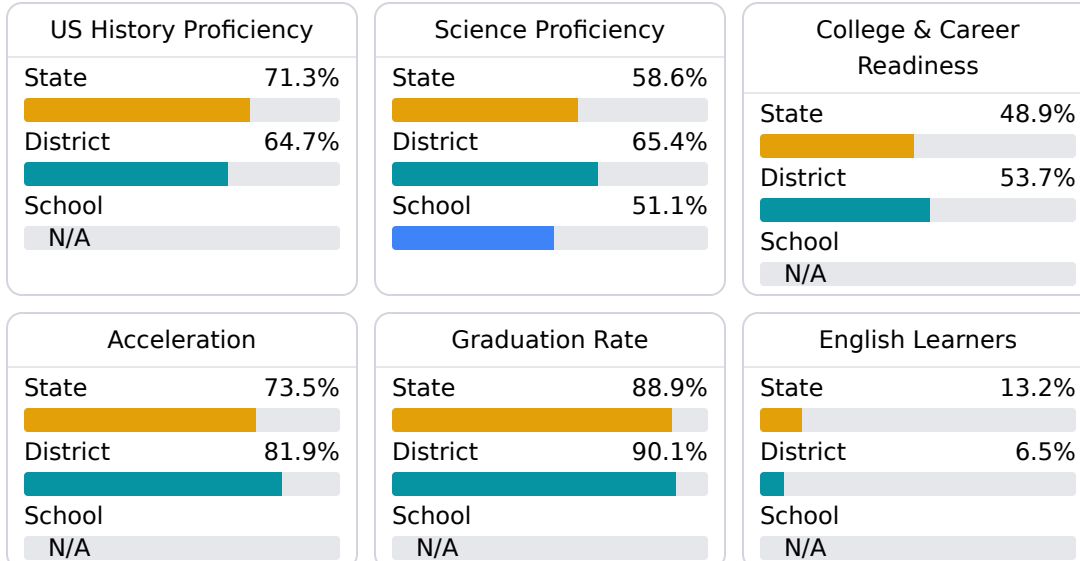 US History Proficiency
State 71.3%
District 64.7%
School
N/A
Science Proficiency
State 58.6%
District 65.4%
School 51.1%
College & Career
Readiness
State 48.9%
District 53.7%
School
N/A
Acceleration
State 73.5%
District 81.9%
School
N/A
Graduation Rate
State 88.9%
District 90.1%
School
N/A
English Learners
State 13.2%
District 6.5%
School
N/A